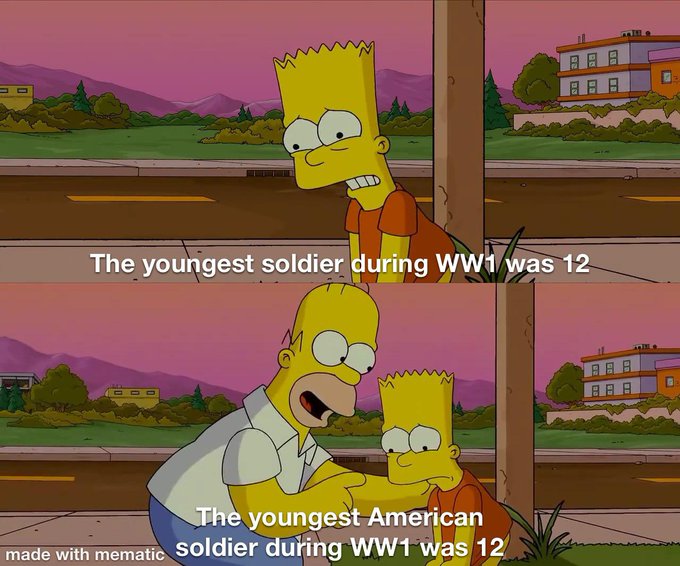 The youngest soldier during WW1 was 12
The youngest American
soldier during WW1 was 12
made with mematic